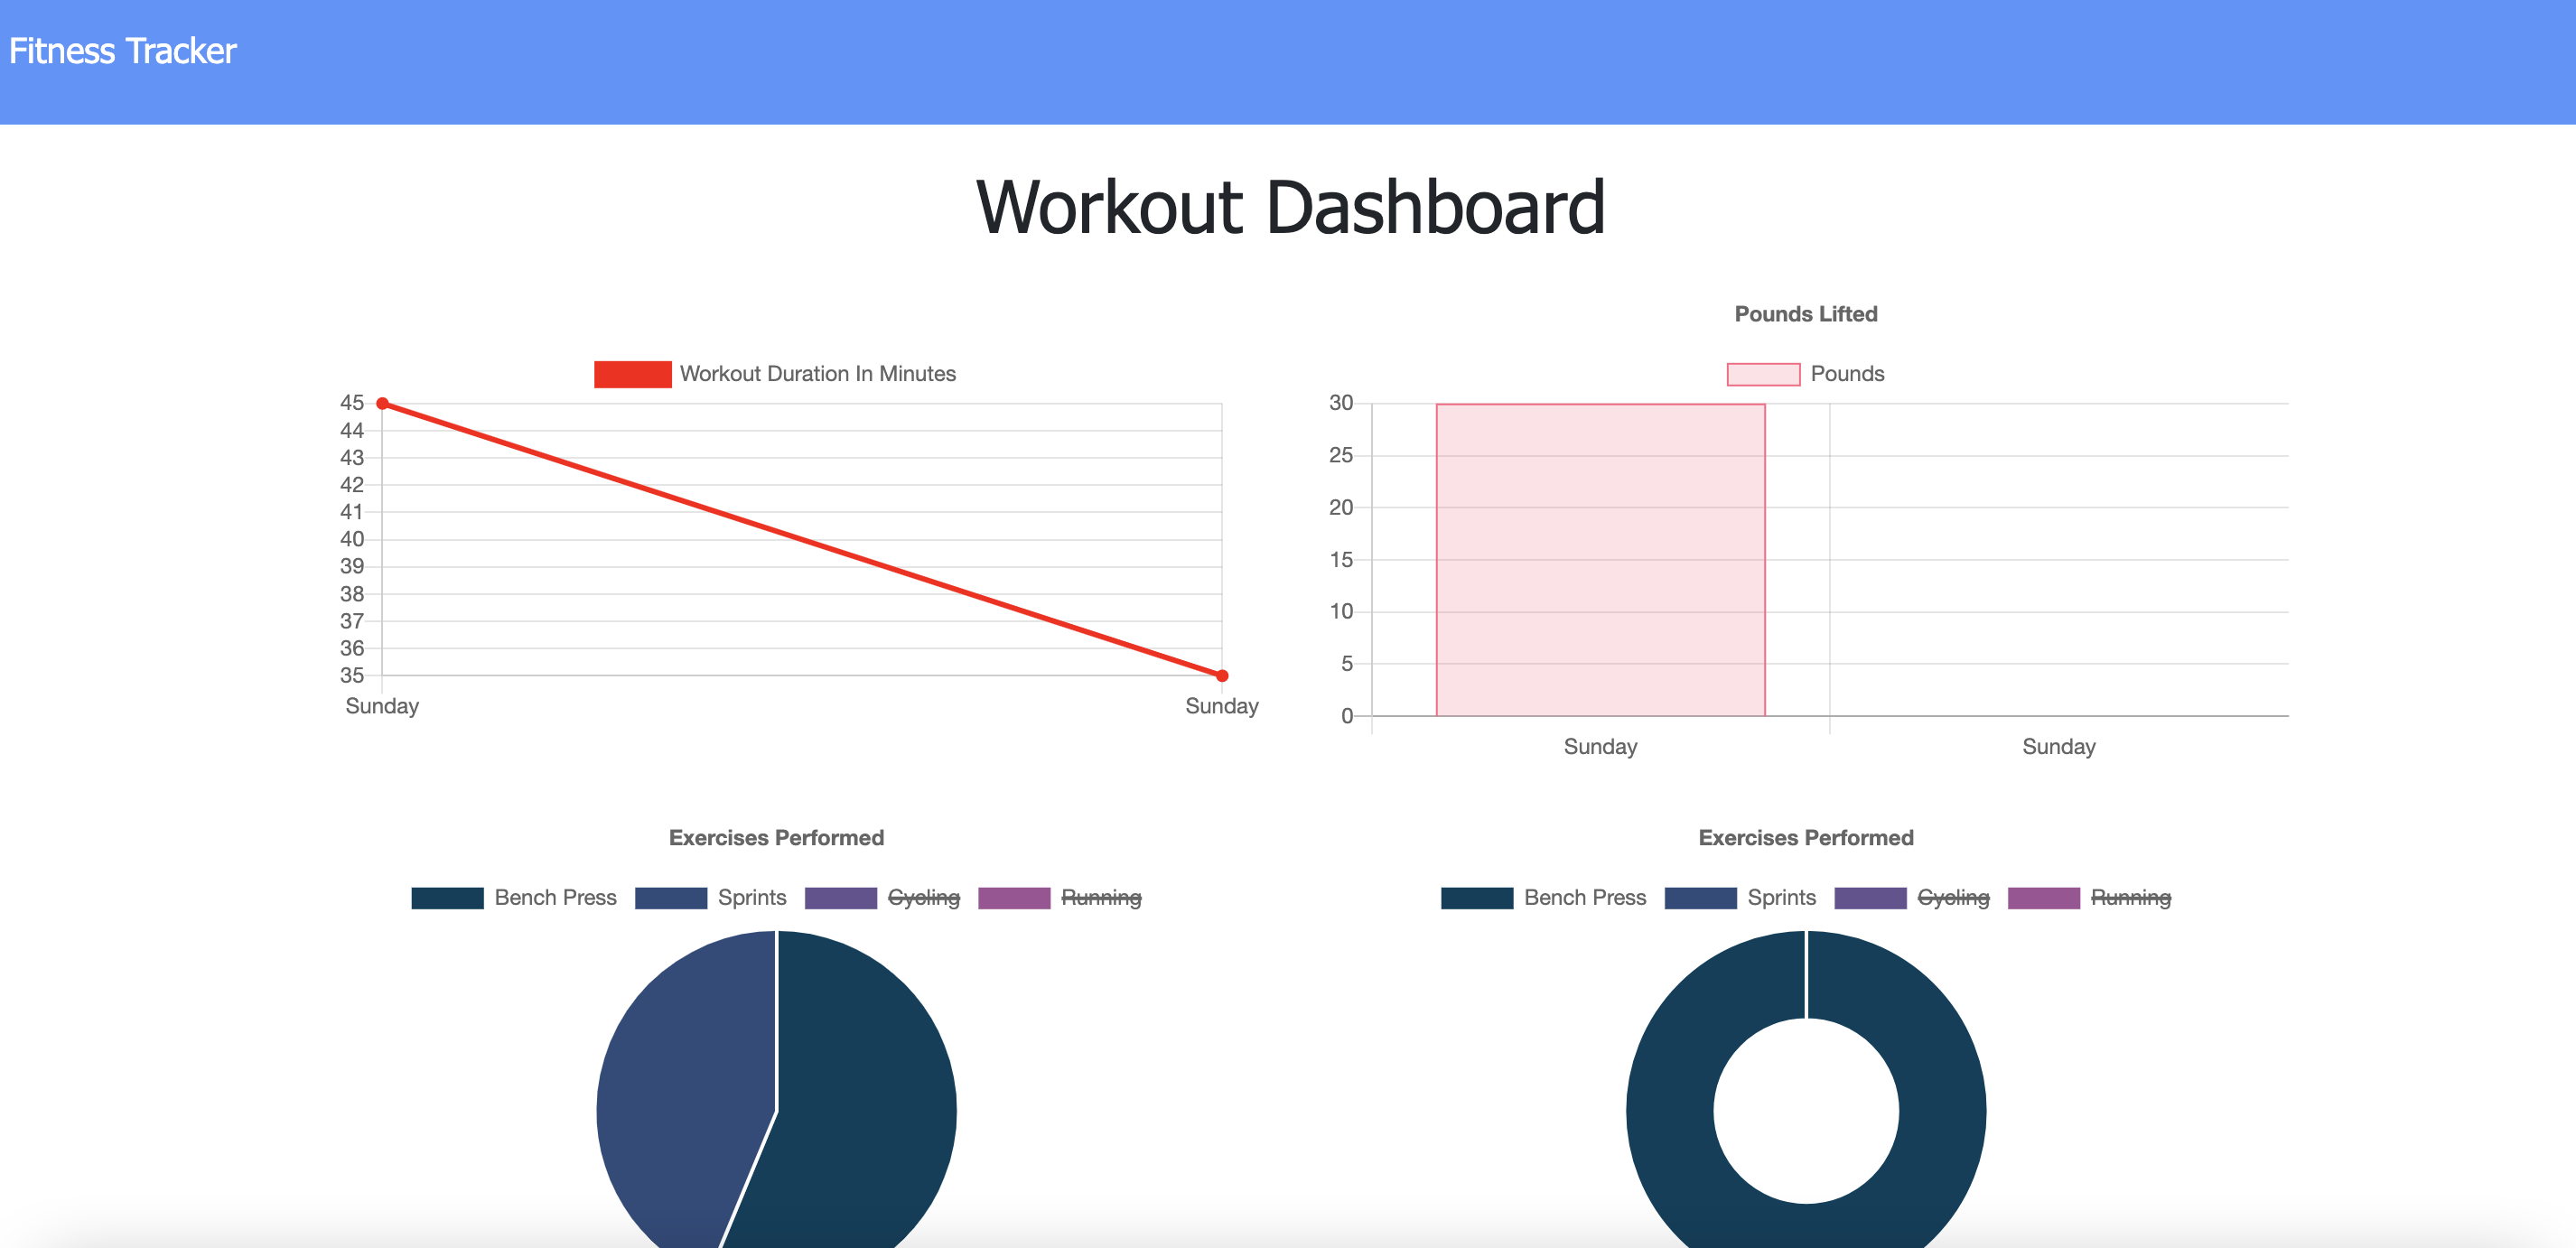 Fitness Tracker
Workout Dashboard
Workout Duration In Minutes
45
44
43
42
41
40
39
38
37
36
35
Sunday Sunday
Pounds Lifted
Pounds
30
25
20
15
10
5
0
Sunday Sunday
Exercises Performed
Bench Press Sprints Cycling Running
Exercises Performed
Bench Press Sprints Cycling Running